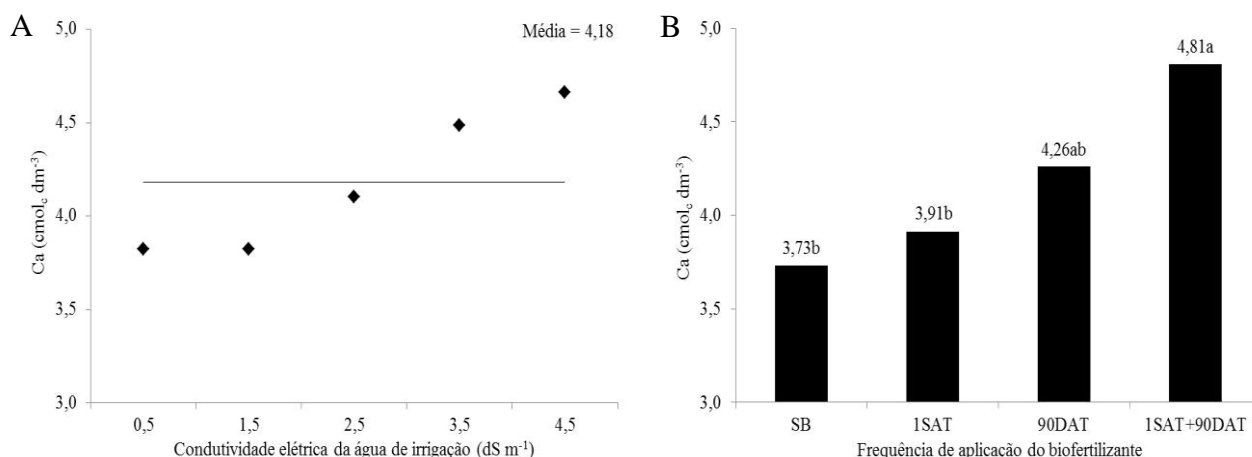 A
Média = 4,18
5,0
4,5
4,0
3,5
3,0
Ca (cmolc dm-3)
0,5 1,5 2,5 3,5 4,5
Condutividade elétrica da água de irrigação (dS m-1)
B
5,0
4,5
4,0
3,5
3,0
Ca (cmolc dm-3)
3,73b
3,91b
4,26ab
4,81a
SB 1SAT 90DAT 1SAT+90DAT
Frequência de aplicação do biofertilizante